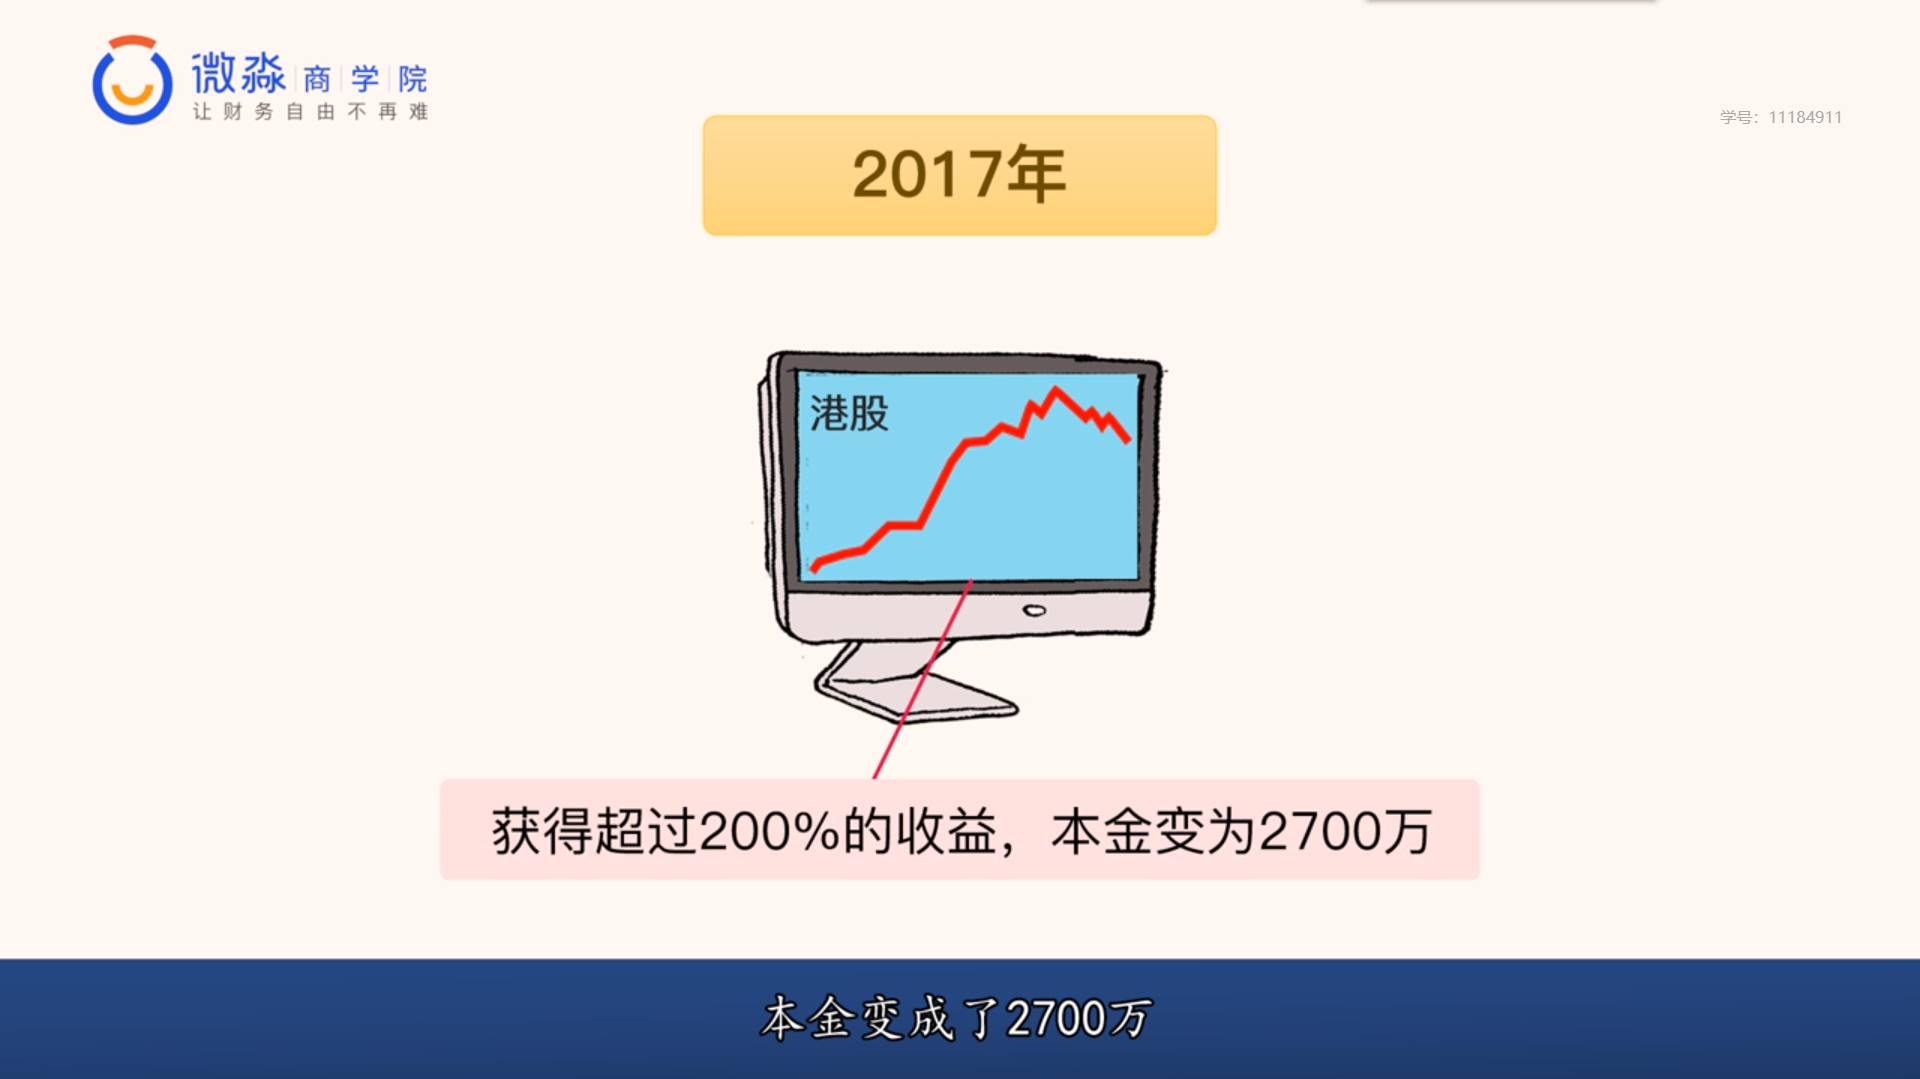 微淼 商 学 院
让财务自由不再难
学号：11184911
2017年
港股
获得超过200%的收益，本金变为2700万
本金变成了2700万